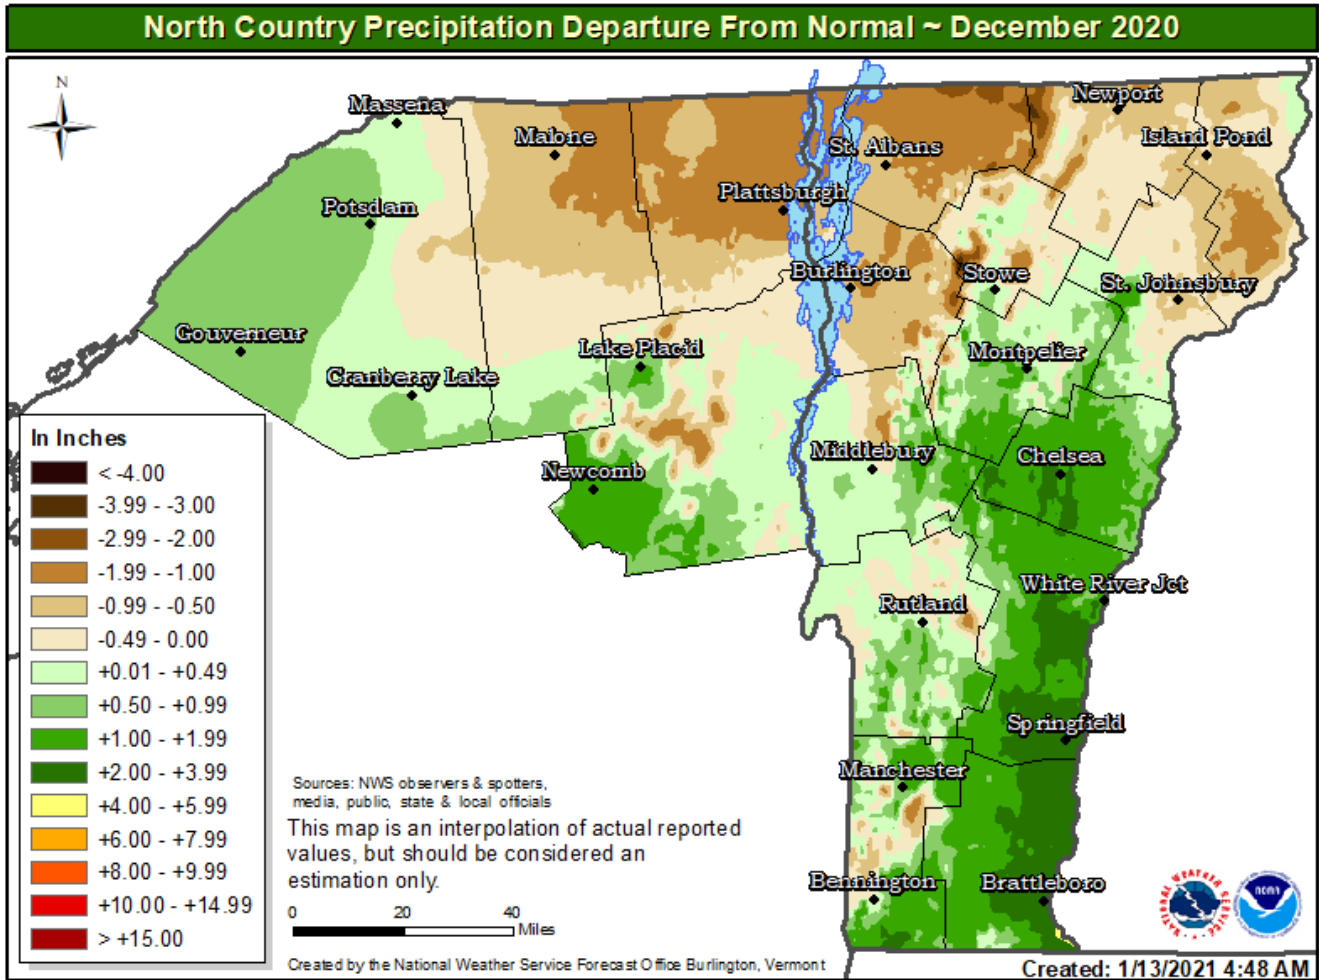 North Country Precipitation Departure From Normal ~ December 2020
N
Massena
Malone
Newport
Island Pond
St. Albans
Plattsburgh
Potsdam
Burlington
Stowe
St. Johnsbury
Gouverneur
Lake Placid
Montpelier
Cranberry Lake
Middlebury
Chelsea
Newcomb
White River Jct
Rutland
Springfield
Manchester
Bennington
Brattleboro
In Inches
< -4.00
-3.99 - -3.00
-2.99 - -2.00
-1.99 - -1.00
-0.99 - -0.50
-0.49 - 0.00
+0.01 - +0.49
+0.50 - +0.99
+1.00 - +1.99
+2.00 - +3.99
+4.00 - +5.99
+6.00 - +7.99
+8.00 - +9.99
+10.00 - +14.99
> +15.00
Sources: NWS observers & spotters,
media, public, state & local officials
This map is an interpolation of actual reported
values, but should be considered an
estimation only.
0 20 40
Miles
Created by the National Weather Service Forecast Office Burlington, Vermont
NATIONAL WEATHER SERVICE
noaa
Created: 1/13/2021 4:48 AM